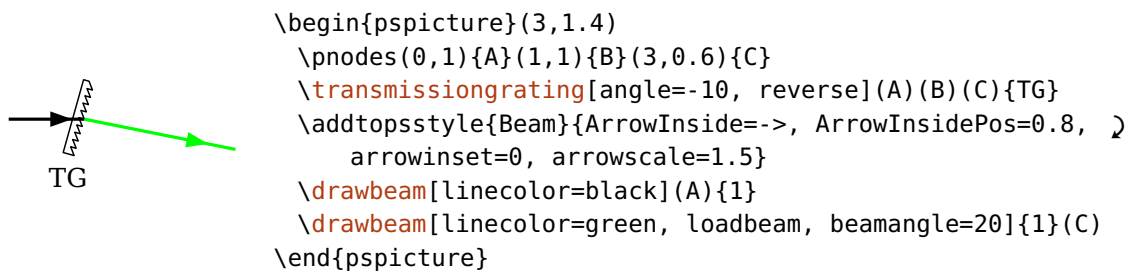 \begin{pspicture}(3,1.4)
\pnodes(0,1){A}(1,1){B}(3,0.6){C}
\transmissiongrating[angle=-10, reverse](A)(B)(C){TG}
\addtopsstyle{Beam}{ArrowInside=->, ArrowInsidePos=0.8,
arrowinset=0, arrowscale=1.5}
\drawbeam[linecolor=black](A){1}
\drawbeam[linecolor=green, loadbeam, beamangle=20]{1}(C)
\end{pspicture}
TG